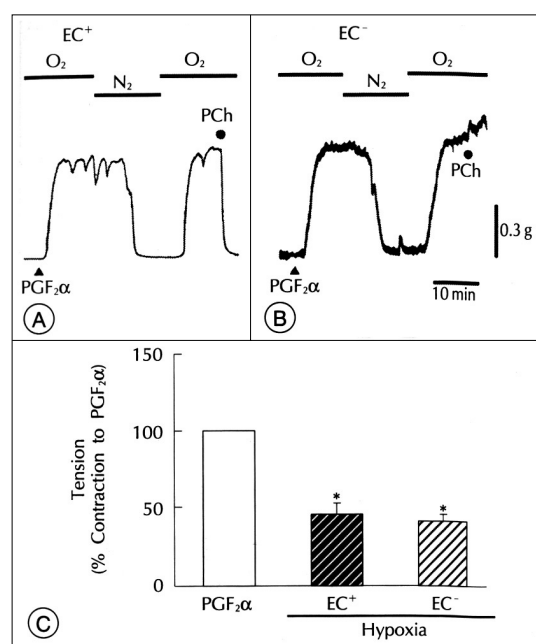 EC⁺
O₂ O₂
N₂
PCh
PGF₂α
A
EC⁻
O₂ O₂
N₂
PCh
0.3 g
PGF₂α
10 min
B
150
100
50
0
Tension
(% Contraction to PGF₂α)
*
*
PGF₂α EC⁺ EC⁻
Hypoxia
C